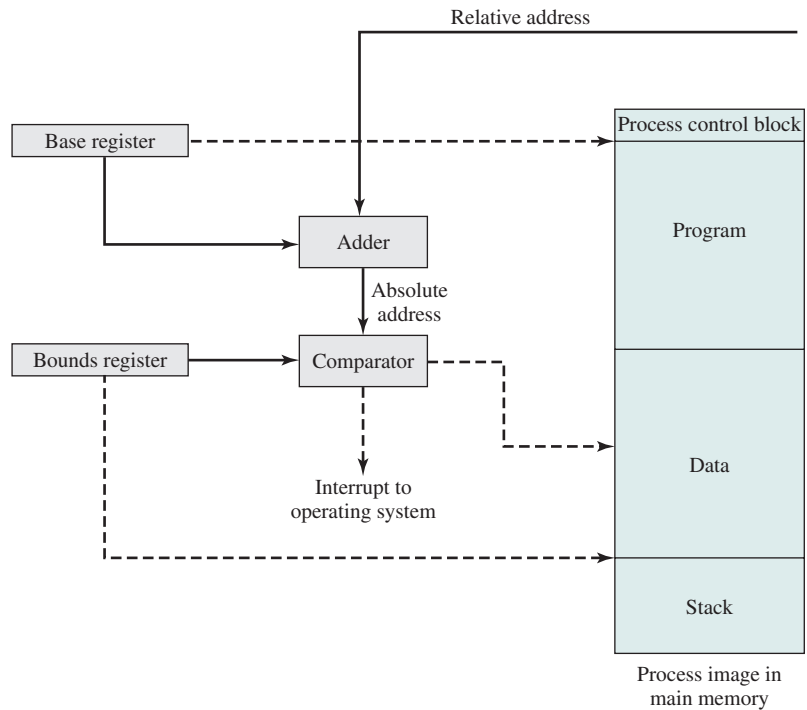 Relative address
Process control block
Base register
Program
Adder
Absolute
address
Bounds register
Comparator
Data
Interrupt to
operating system
Stack
Process image in
main memory